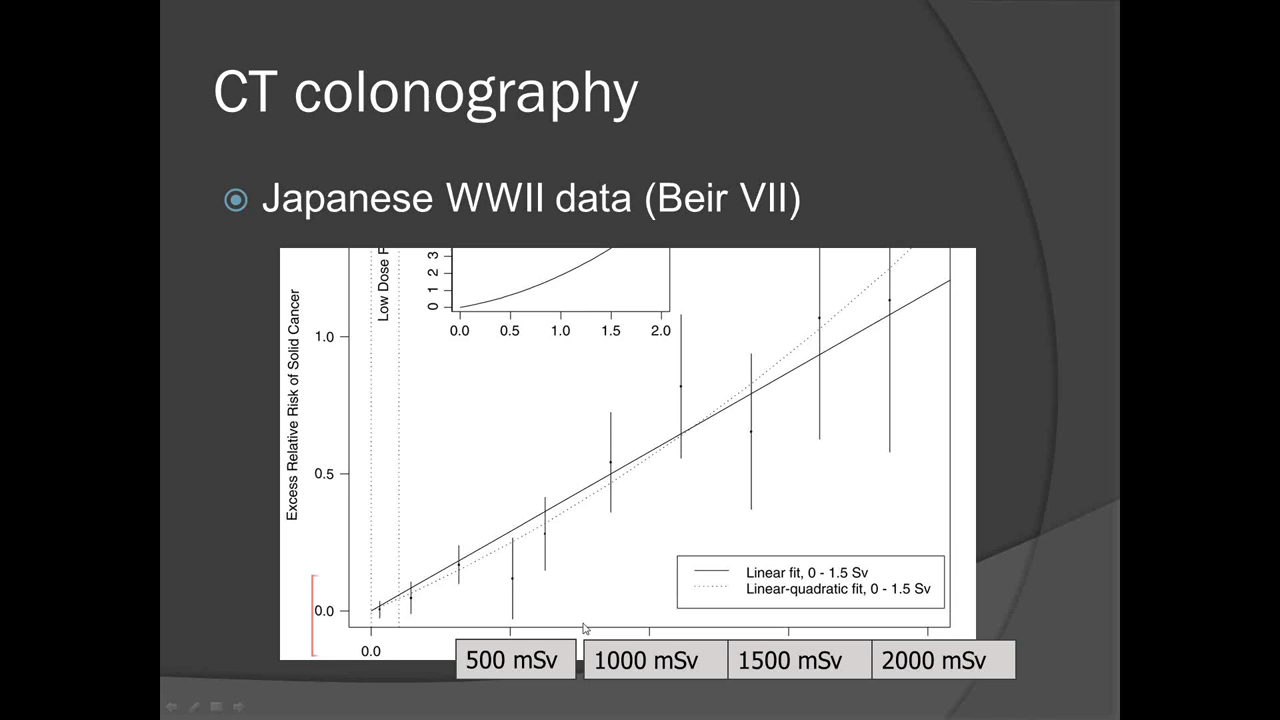 CT colonography
Japanese WWII data (Beir VII)
Excess Relative Risk of Solid Cancer
Low Dose
3
2
1
0
0.0 0.5 1.0 1.5 2.0
1.0
0.5
0.0
Linear fit, 0 - 1.5 Sv
Linear-quadratic fit, 0 - 1.5 Sv
0.0
500 mSv 1000 mSv 1500 mSv 2000 mSv